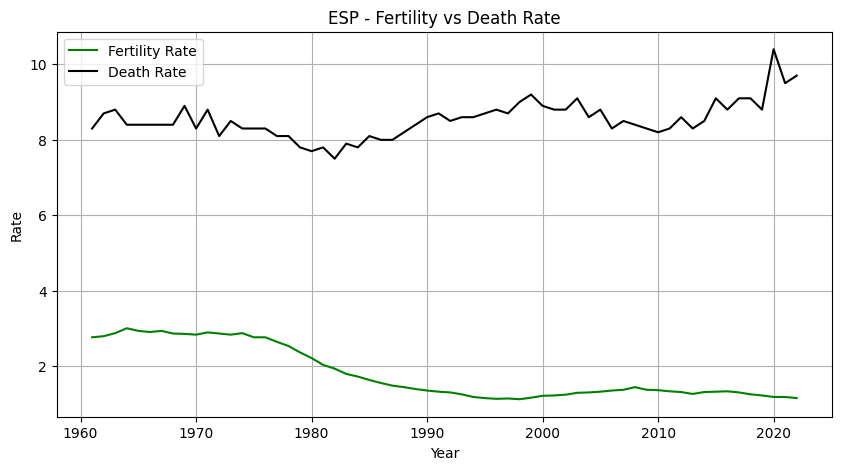 ESP - Fertility vs Death Rate
Fertility Rate
Death Rate
10
8
6
4
2
Rate
1960 1970 1980 1990 2000 2010 2020
Year